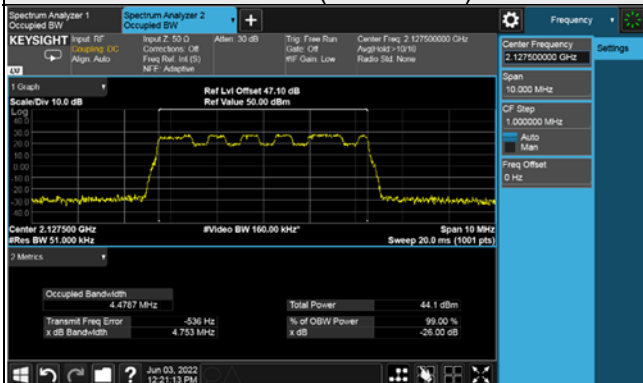 Spectrum Analyzer 1
Occupied BW
Spectrum Analyzer 2
Occupied BW
+
Frequency
KEYSIGHT
Input: RF
Coupling: DC
Align: Auto
Input Z: 50 Ω
Corrections: Off
Freq Ref: Int (S)
NFE: Adaptive
Atten: 30 dB
Trig: Free Run
Gate: Off
#IF Gain: Low
Center Freq: 2.127500000 GHz
Avg|Hold:>10/10
Radio Std: None
LXI
Center Frequency
2.127500000 GHz
Settings
Span
10.000 MHz
CF Step
1.000000 MHz
Auto
Man
Freq Offset
0 Hz
1 Graph
Scale/Div 10.0 dB
Ref Lvl Offset 47.10 dB
Ref Value 50.00 dBm
Log
40.0
30.0
20.0
10.0
0.00
-10.0
-20.0
-30.0
-40.0
Center 2.127500 GHz
#Res BW 51.000 kHz
#Video BW 160.00 kHz*
Span 10 MHz
Sweep 20.0 ms (1001 pts)
2 Metrics
Occupied Bandwidth
4.4787 MHz
Total Power
44.1 dBm
Transmit Freq Error
-536 Hz
% of OBW Power
99.00 %
x dB Bandwidth
4.753 MHz
x dB
-26.00 dB
?
Jun 03, 2022
12:21:13 PM